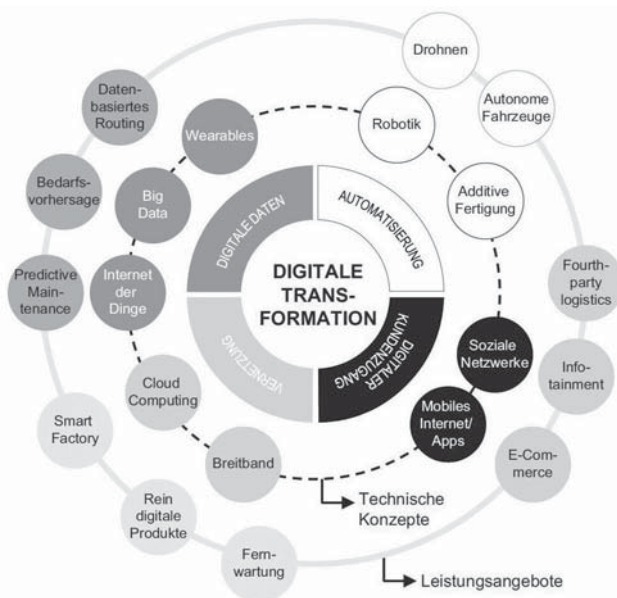 Drohnen
Daten-
basiertes
Routing
Autonome
Fahrzeuge
Wearables
Robotik
Bedarfs-
vorhersage
Big
Data
Additive
Fertigung
DIGITALE DATEN
AUTOMATISIERUNG
Predictive
Main-
tenance
Internet
der
Dinge
DIGITALE
TRANS-
FORMATION
Fourth-
party
logistics
VERNETZUNG
DIGITALER
KUNDENZUGANG
Soziale
Netzwerke
Info-
tainment
Cloud
Computing
Mobiles
Internet/
Apps
Smart
Factory
Breitband
E-Com-
merce
Technische
Konzepte
Rein
digitale
Produkte
Fern-
wartung
Leistungsangebote